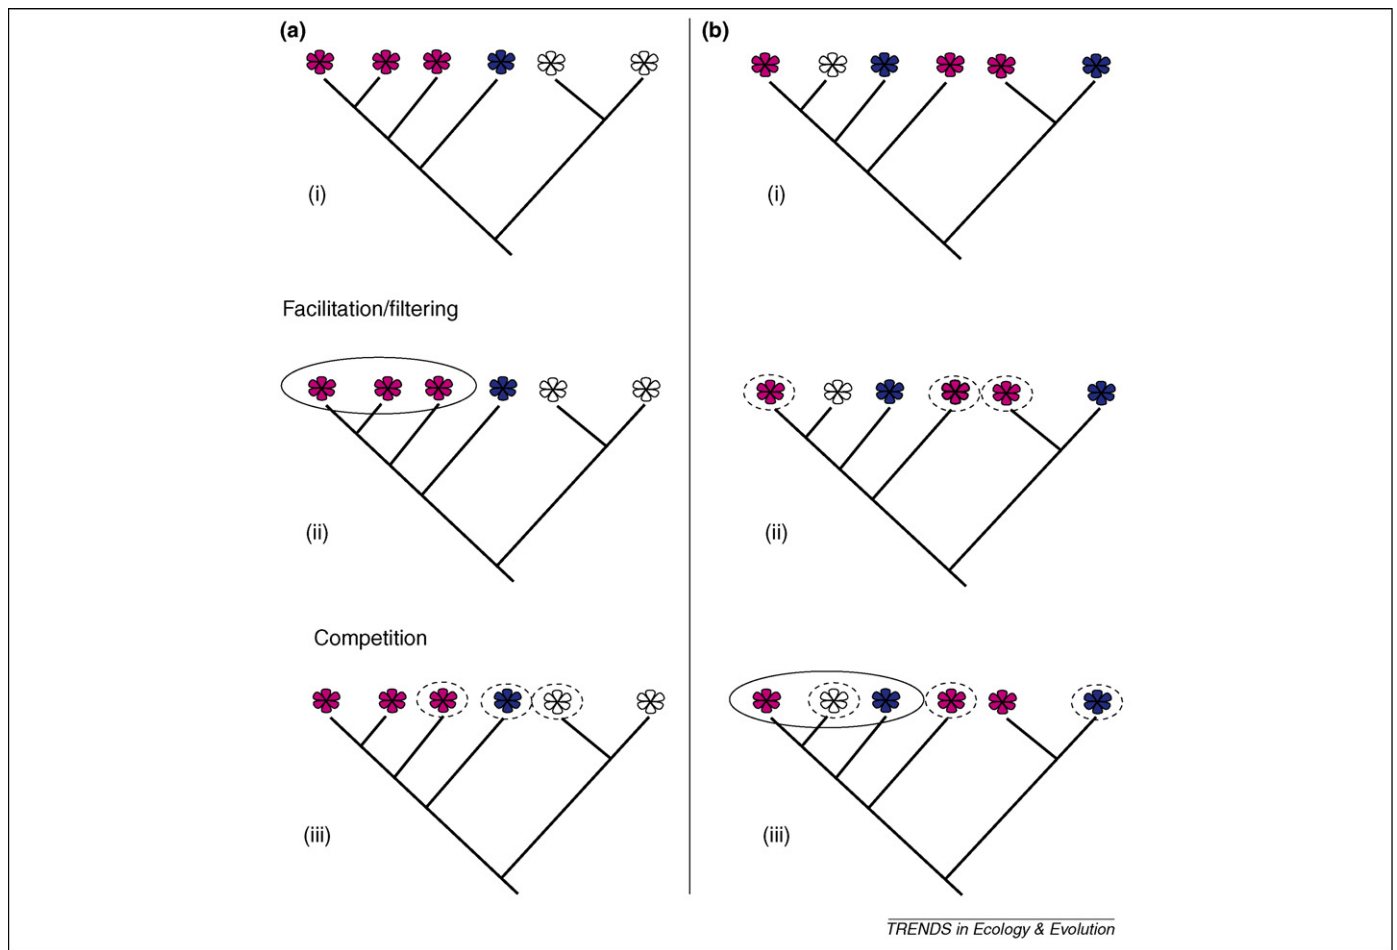 (a)
(b)
(i)
(i)
Facilitation/filtering
(ii)
(ii)
Competition
(iii)
(iii)
TRENDS in Ecology & Evolution